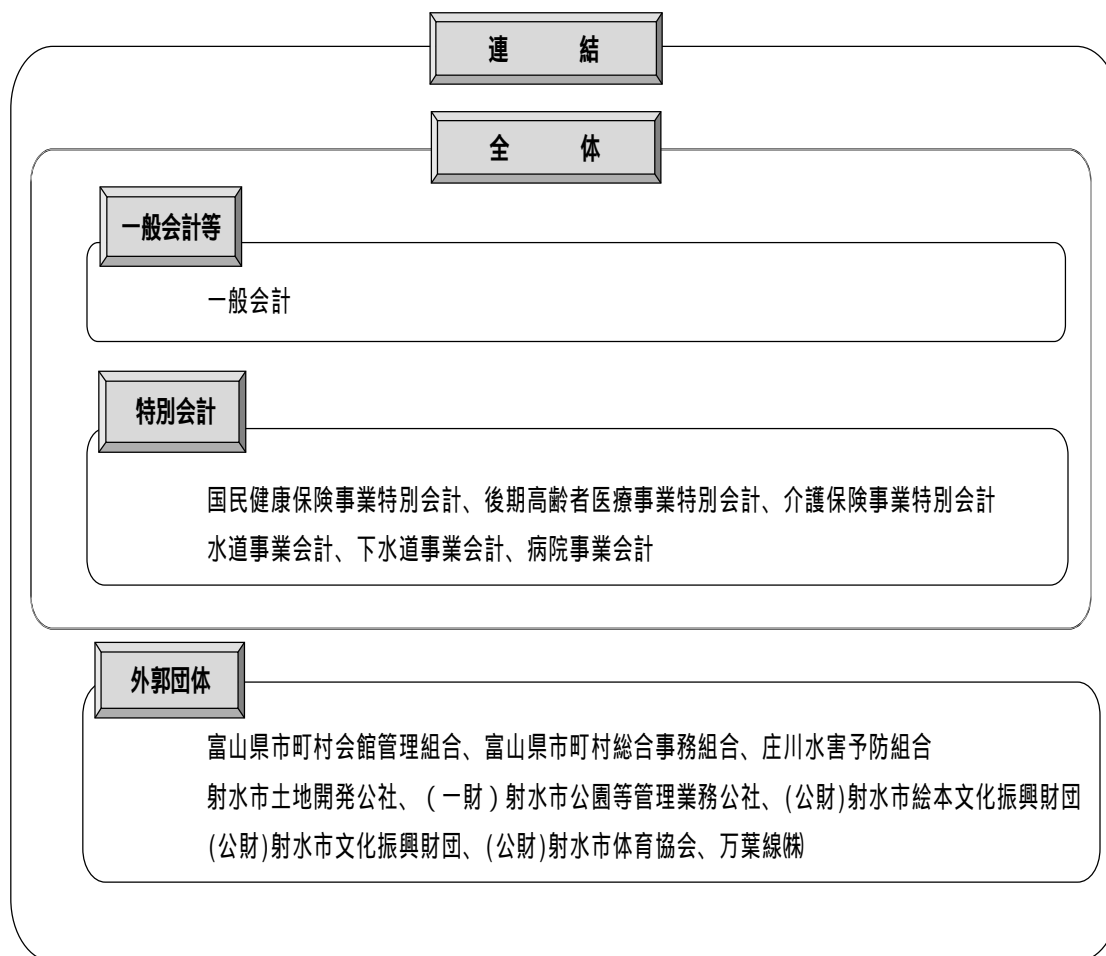 連　　結
全　　体
一般会計等
一般会計
特別会計
国民健康保険事業特別会計、後期高齢者医療事業特別会計、介護保険事業特別会計
水道事業会計、下水道事業会計、病院事業会計
外郭団体
富山県市町村会館管理組合、富山県市町村総合事務組合、庄川水害予防組合
射水市土地開発公社、（一財）射水市公園等管理業務公社、(公財)射水市絵本文化振興財団
(公財)射水市文化振興財団、(公財)射水市体育協会、万葉線㈱